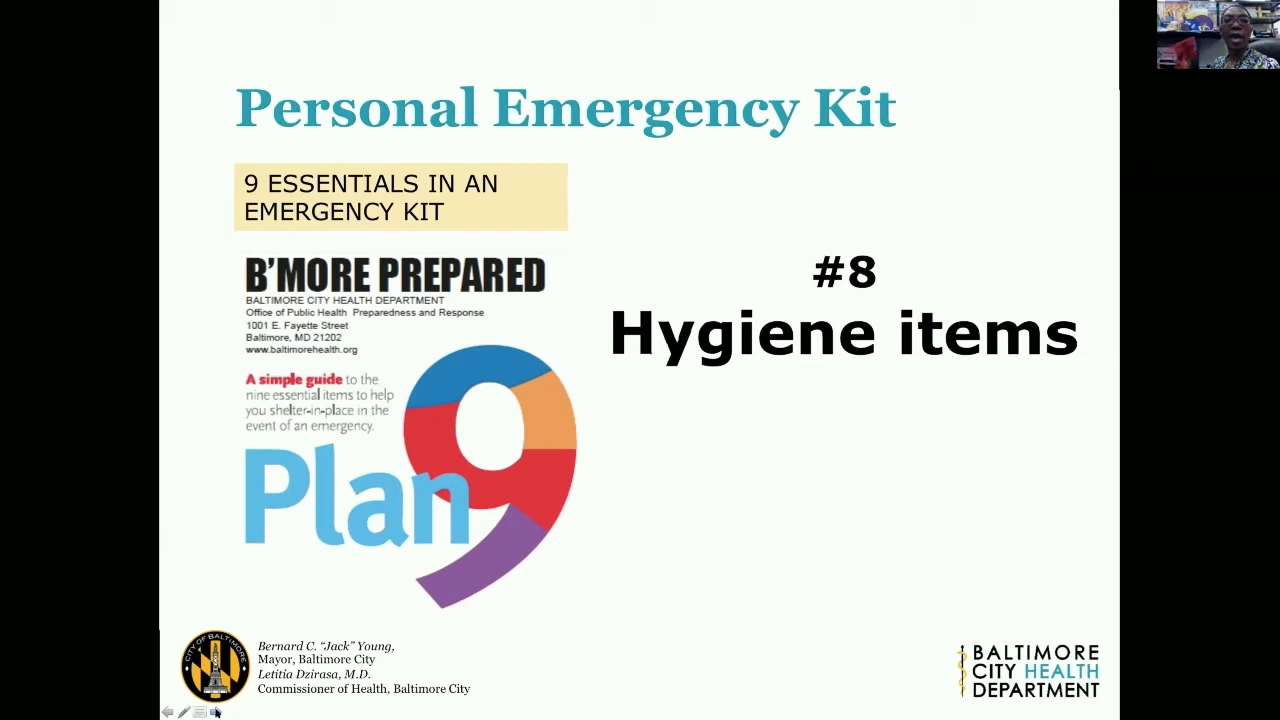 Personal Emergency Kit
9 ESSENTIALS IN AN
EMERGENCY KIT
B'MORE PREPARED
BALTIMORE CITY HEALTH DEPARTMENT
Office of Public Health Preparedness and Response
1001 E. Fayette Street
Baltimore, MD 21202
www.baltimorehealth.org
A simple guide to the
nine essential items to help
you shelter-in-place in the
event of an emergency.
Plan 9
#8
Hygiene items
CITY OF BALTIMORE
Bernard C. “Jack” Young,
Mayor, Baltimore City
Letitia Dzirasa, M.D.
Commissioner of Health, Baltimore City
BALTIMORE
CITY HEALTH
DEPARTMENT